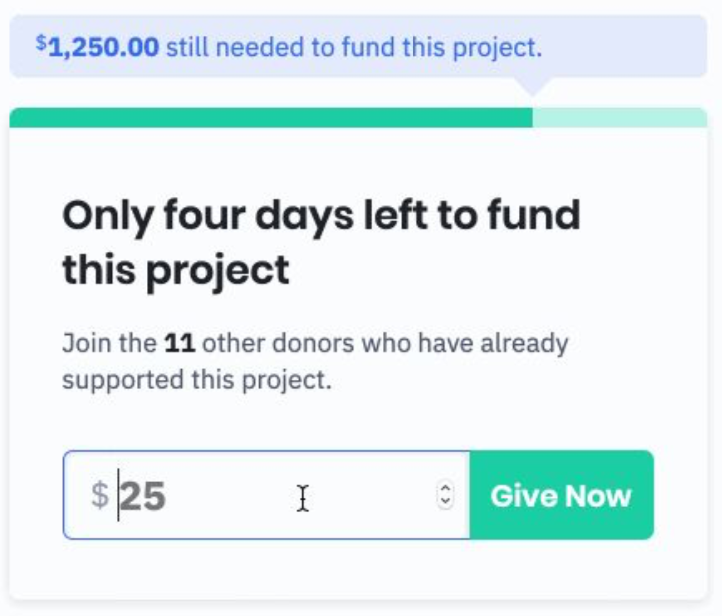 $1,250.00 still needed to fund this project.
Only four days left to fund
this project
Join the 11 other donors who have already
supported this project.
$ 25
Give Now